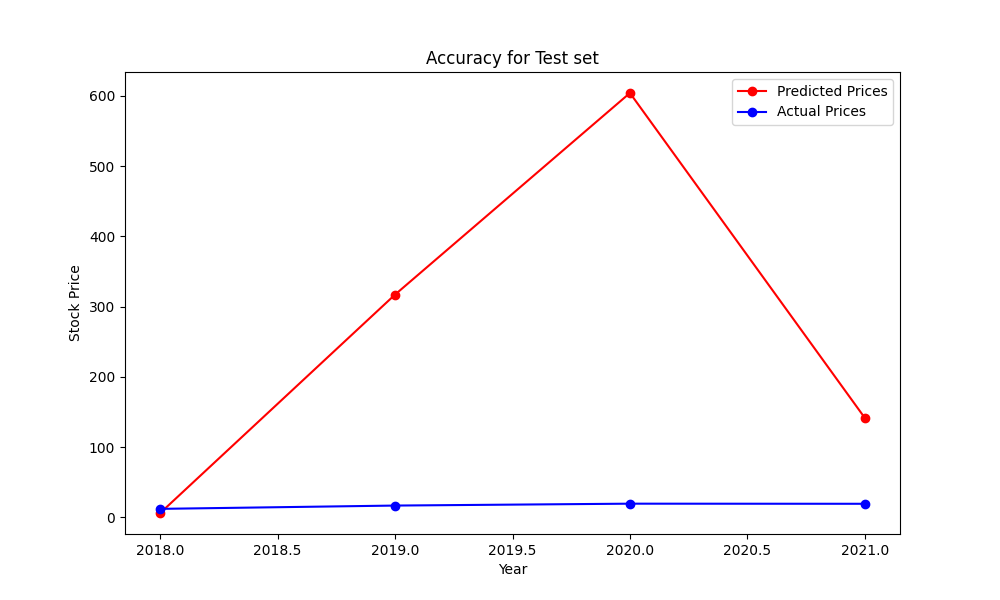 Accuracy for Test set
Predicted Prices
Actual Prices
600
500
400
300
200
100
0
Stock Price
2018.0 2018.5 2019.0 2019.5 2020.0 2020.5 2021.0
Year